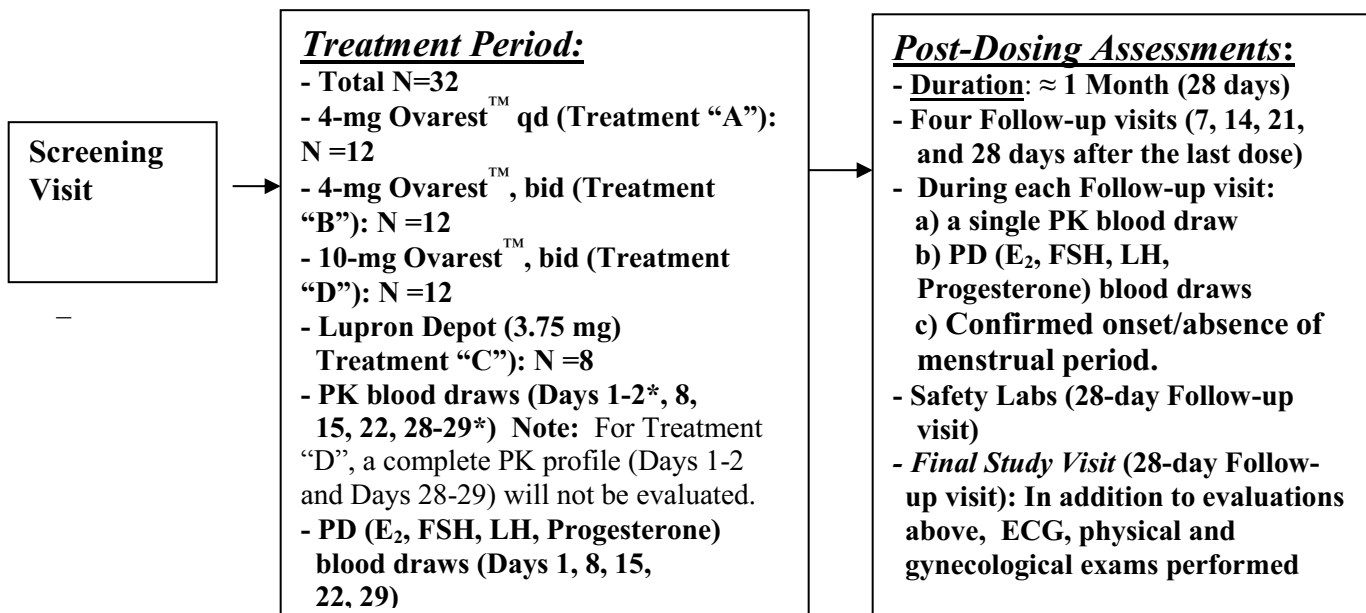 Screening
Visit
Treatment Period:
- Total N=32
- 4-mg Ovarest™ qd (Treatment “A”):
N =12
- 4-mg Ovarest™, bid (Treatment
“B”): N =12
- 10-mg Ovarest™, bid (Treatment
“D”): N =12
- Lupron Depot (3.75 mg)
Treatment “C”): N =8
- PK blood draws (Days 1-2*, 8,
15, 22, 28-29*) Note: For Treatment
“D”, a complete PK profile (Days 1-2
and Days 28-29) will not be evaluated.
- PD (E₂, FSH, LH, Progesterone)
blood draws (Days 1, 8, 15,
22, 29)
Post-Dosing Assessments:
- Duration: ≈ 1 Month (28 days)
- Four Follow-up visits (7, 14, 21,
and 28 days after the last dose)
- During each Follow-up visit:
a) a single PK blood draw
b) PD (E₂, FSH, LH,
Progesterone) blood draws
c) Confirmed onset/absence of
menstrual period.
- Safety Labs (28-day Follow-up
visit)
- Final Study Visit (28-day Follow-
up visit): In addition to evaluations
above, ECG, physical and
gynecological exams performed